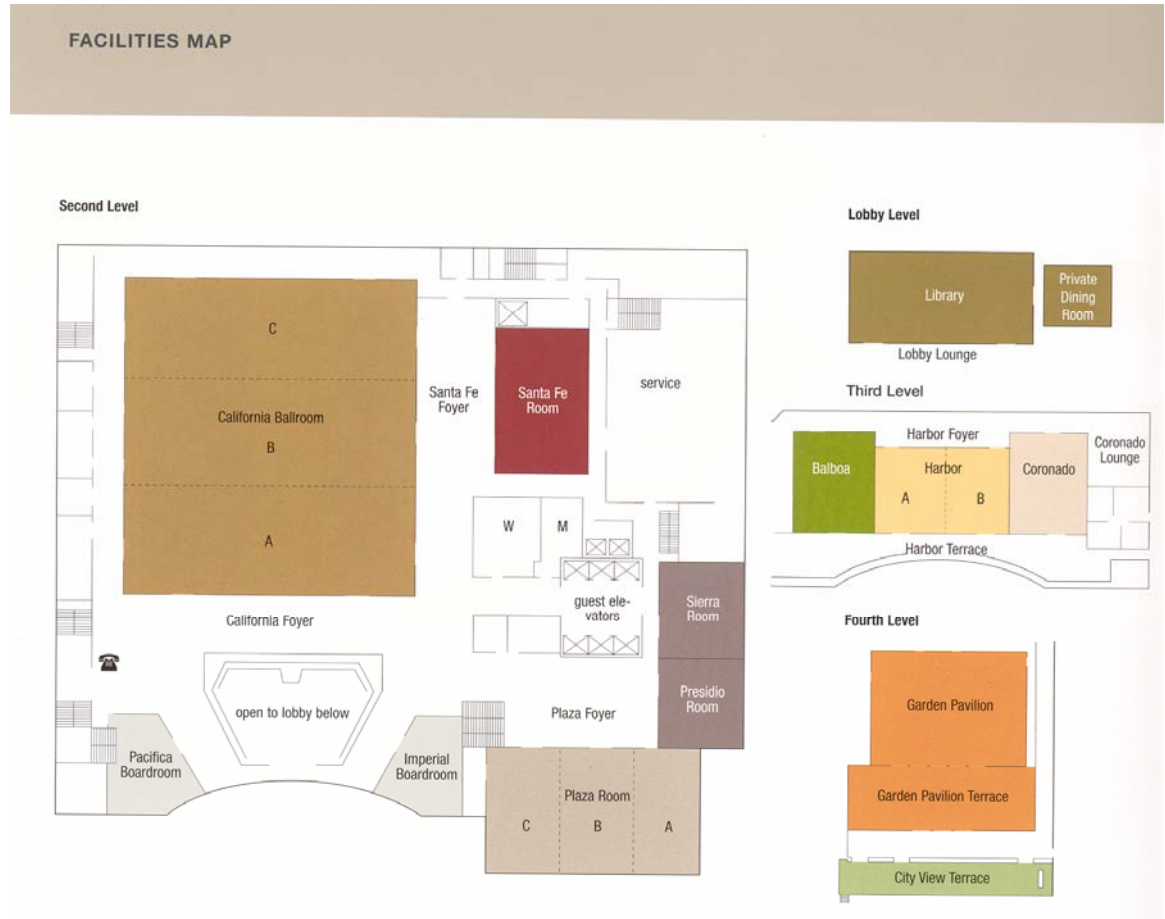 FACILITIES MAP
Second Level
C
California Ballroom
B
A
Santa Fe
Foyer
Santa Fe
Room
service
W
M
guest ele-
vators
Sierra
Room
Presidio
Room
California Foyer
open to lobby below
Plaza Foyer
Pacifica
Boardroom
Imperial
Boardroom
Plaza Room
C
B
A
Lobby Level
Library
Private
Dining
Room
Lobby Lounge
Third Level
Harbor Foyer
Balboa
Harbor
A
B
Coronado
Coronado
Lounge
Harbor Terrace
Fourth Level
Garden Pavilion
Garden Pavilion Terrace
City View Terrace